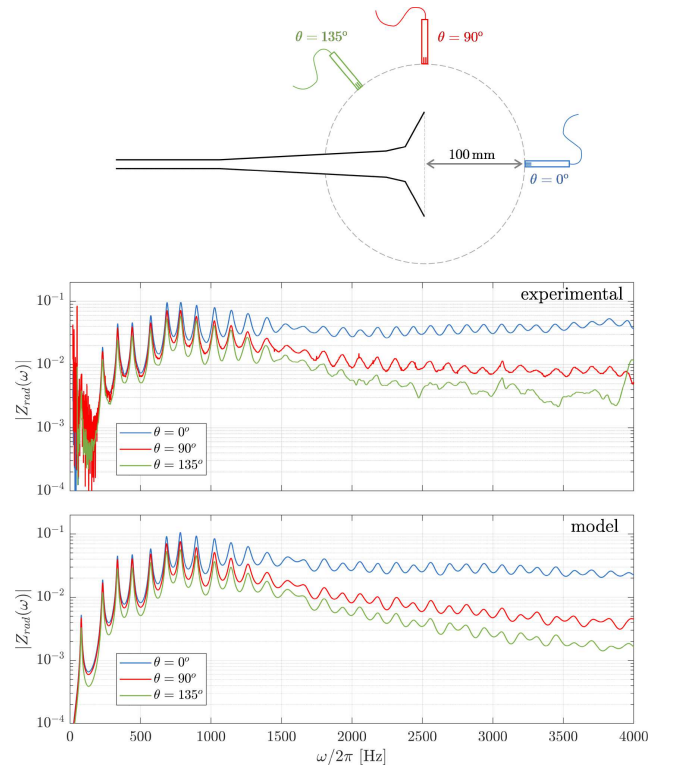 θ = 135°
θ = 90°
100 mm
θ = 0°
experimental
10⁻¹
10⁻²
10⁻³
10⁻⁴
|Z_rad(ω)|
θ = 0°
θ = 90°
θ = 135°
model
10⁻¹
10⁻²
10⁻³
10⁻⁴
|Z_rad(ω)|
θ = 0°
θ = 90°
θ = 135°
0 500 1000 1500 2000 2500 3000 3500 4000
ω/2π [Hz]